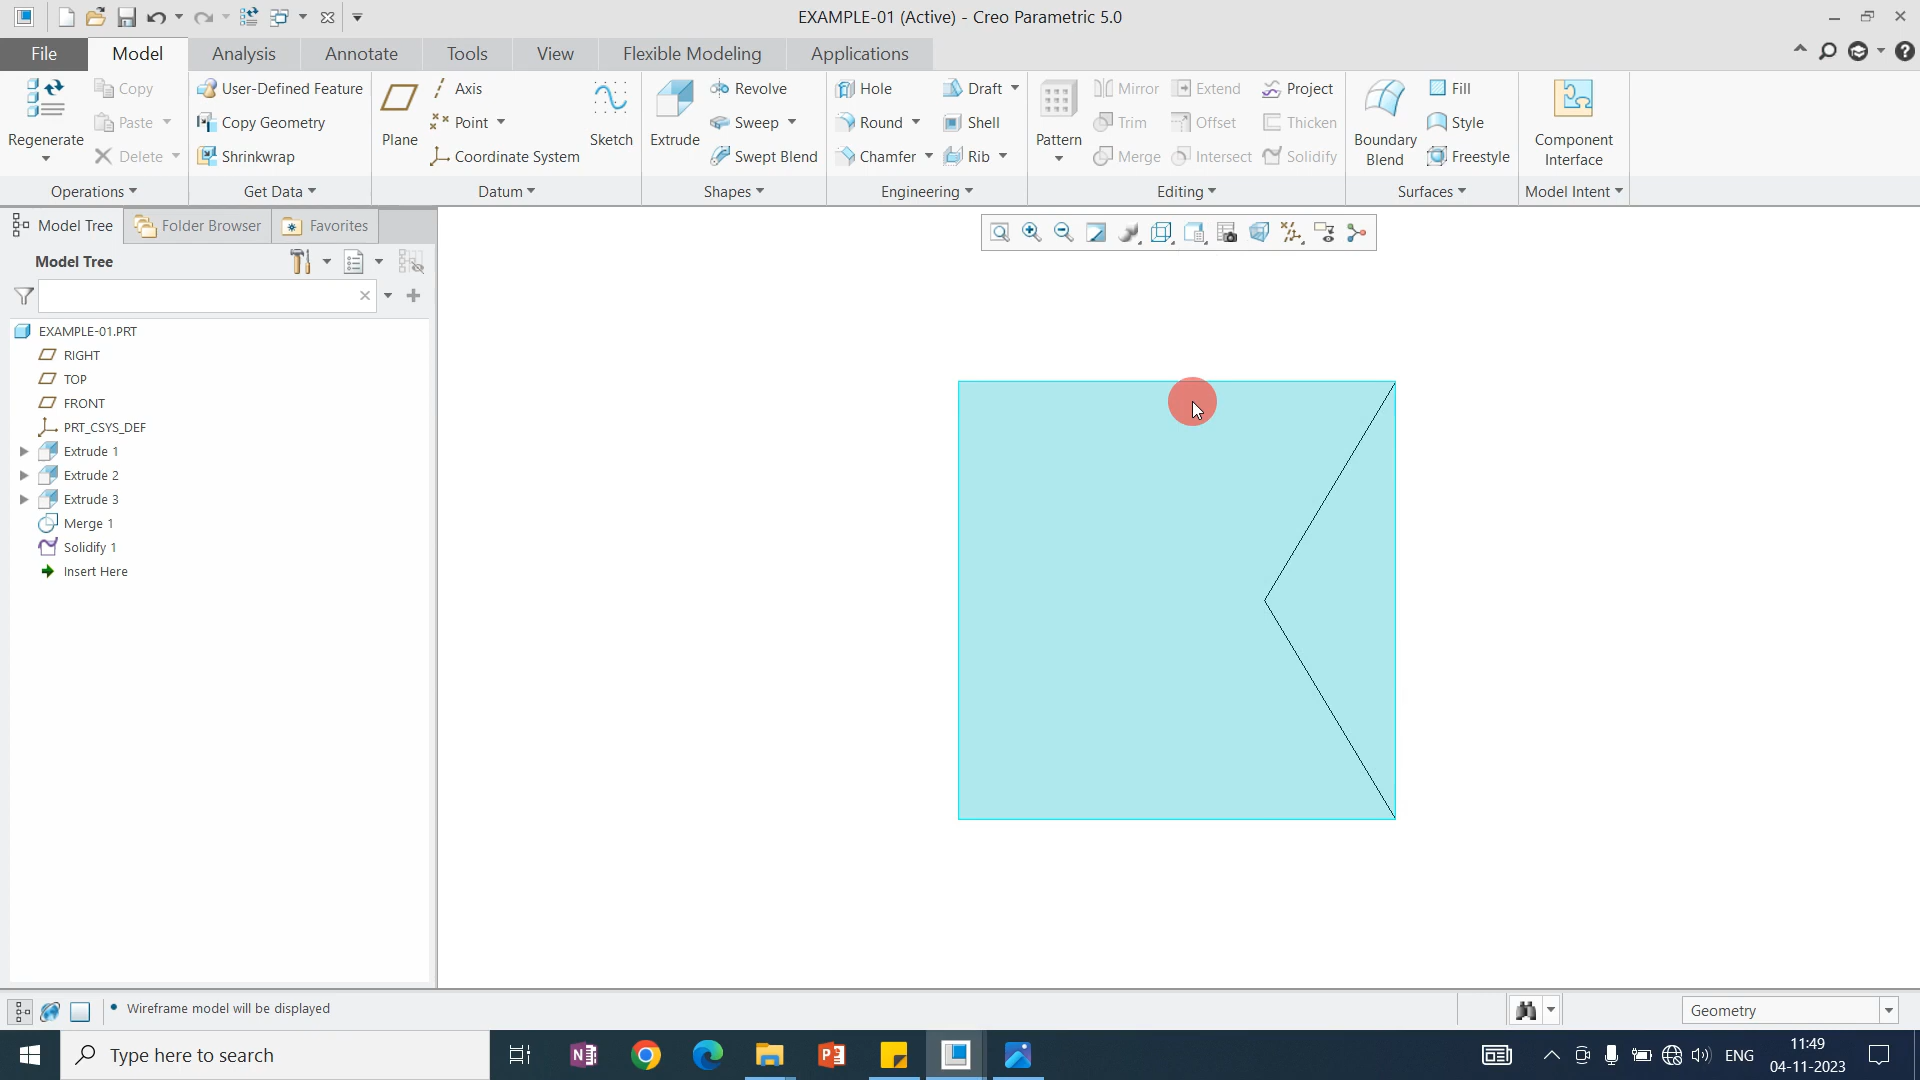 EXAMPLE-01 (Active) - Creo Parametric 5.0
File Model Analysis Annotate Tools View Flexible Modeling Applications
Regenerate
Copy
Paste
Delete
User-Defined Feature
Copy Geometry
Shrinkwrap
Plane
Axis
Point
Coordinate System
Sketch
Extrude
Revolve
Sweep
Swept Blend
Hole
Round
Chamfer
Draft
Shell
Rib
Pattern
Mirror
Trim
Merge
Extend
Offset
Intersect
Project
Thicken
Solidify
Boundary
Blend
Fill
Style
Freestyle
Component
Interface
Operations Get Data Datum Shapes Engineering Editing Surfaces Model Intent
Model Tree Folder Browser Favorites
Model Tree
EXAMPLE-01.PRT
RIGHT
TOP
FRONT
PRT_CSYS_DEF
Extrude 1
Extrude 2
Extrude 3
Merge 1
Solidify 1
Insert Here
Wireframe model will be displayed
Geometry
Type here to search
ENG
11:49
04-11-2023